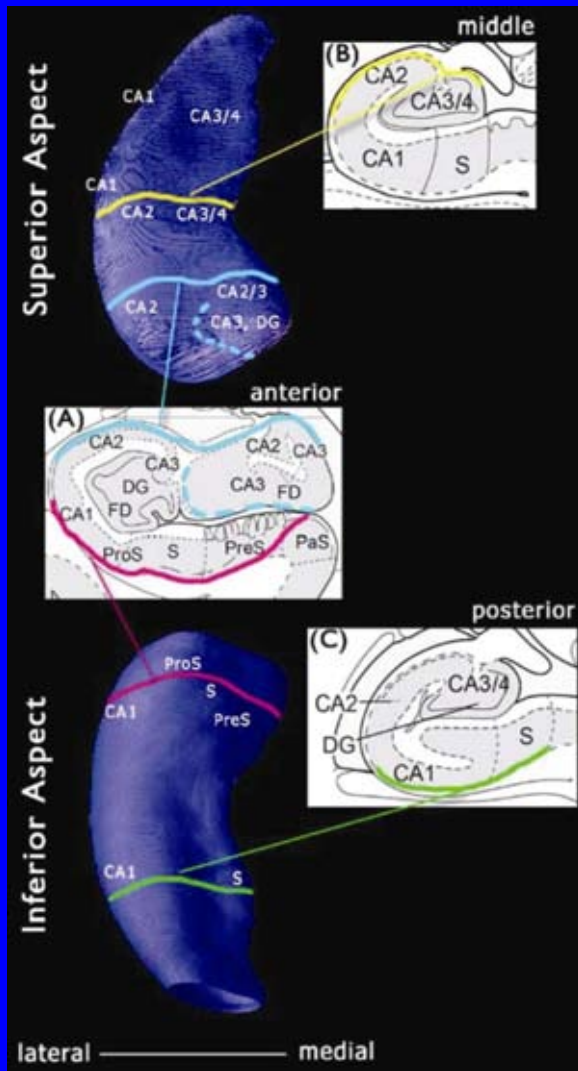 Superior Aspect
CA1
CA3/4
CA1
CA2
CA3/4
CA2
CA2/3
CA3, DG
middle
(B)
CA2
CA3/4
CA1
S
anterior
(A)
CA2
CA3
DG
FD
CA1
ProS
S
PreS
PaS
CA2
CA3
CA3
FD
posterior
(C)
CA3/4
CA2
DG
S
CA1
Inferior Aspect
ProS
S
CA1
PreS
CA1
S
lateral
medial